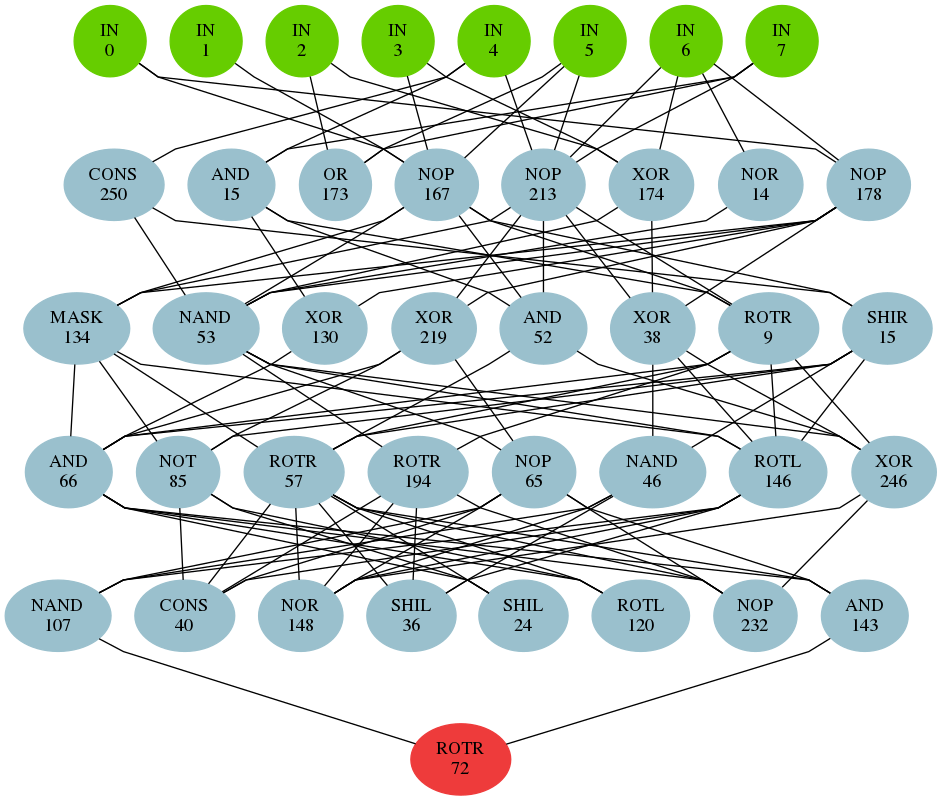 IN IN IN IN IN IN IN IN
0 1 2 3 4 5 6 7
CONS AND OR NOP NOP XOR NOR NOP
250 15 173 167 213 174 14 178
MASK NAND XOR XOR AND XOR ROTR SHIR
134 53 130 219 52 38 9 15
AND NOT ROTR ROTR NOP NAND ROTL XOR
66 85 57 194 65 46 146 246
NAND CONS NOR SHIL SHIL ROTL NOP AND
107 40 148 36 24 120 232 143
ROTR
72